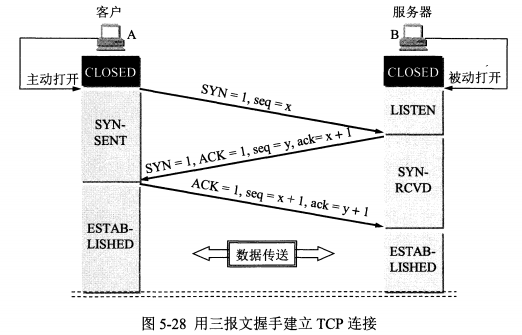 客户
服务器
A
B
CLOSED
CLOSED
主动打开
被动打开
SYN = 1, seq = x
LISTEN
SYN-
SENT
SYN = 1, ACK = 1, seq = y, ack= x + 1
SYN-
RCVD
ACK = 1, seq = x + 1, ack = y + 1
ESTAB-
LISHED
数据传送
ESTAB-
LISHED
图 5-28 用三报文握手建立 TCP 连接